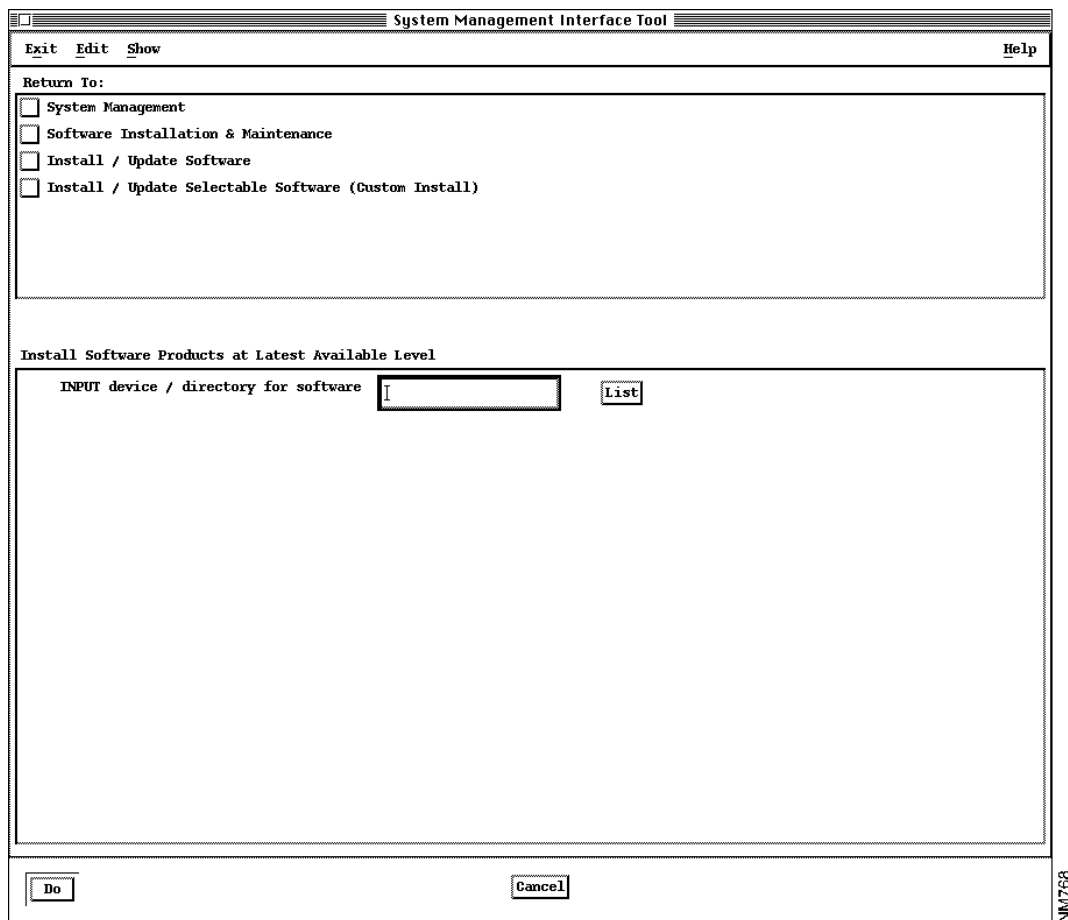 System Management Interface Tool
Exit Edit Show Help
Return To:
System Management
Software Installation & Maintenance
Install / Update Software
Install / Update Selectable Software (Custom Install)
Install Software Products at Latest Available Level
INPUT device / directory for software List
Do Cancel
NM768